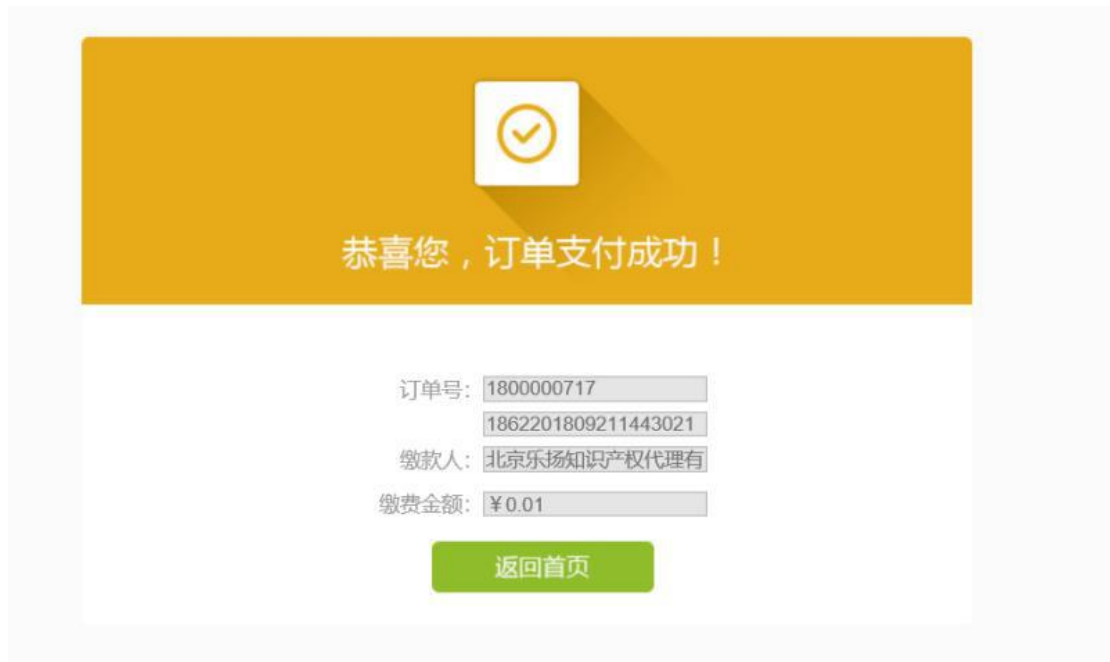 恭喜您，订单支付成功！
订单号: 1800000717
1862201809211443021
缴款人: 北京乐扬知识产权代理有
缴费金额: ￥0.01
返回首页